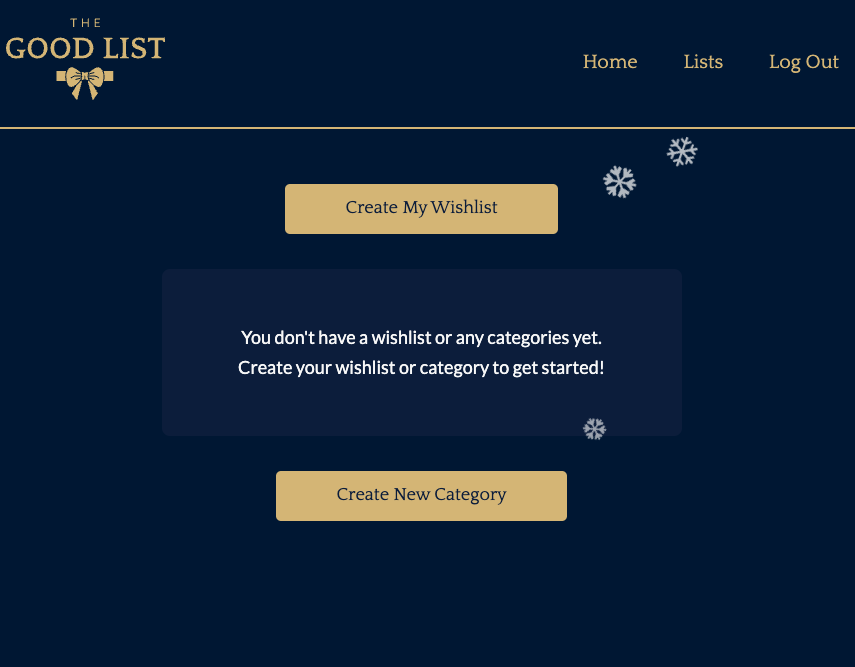 THE
GOOD LIST
Home Lists Log Out
Create My Wishlist
You don't have a wishlist or any categories yet.
Create your wishlist or category to get started!
Create New Category